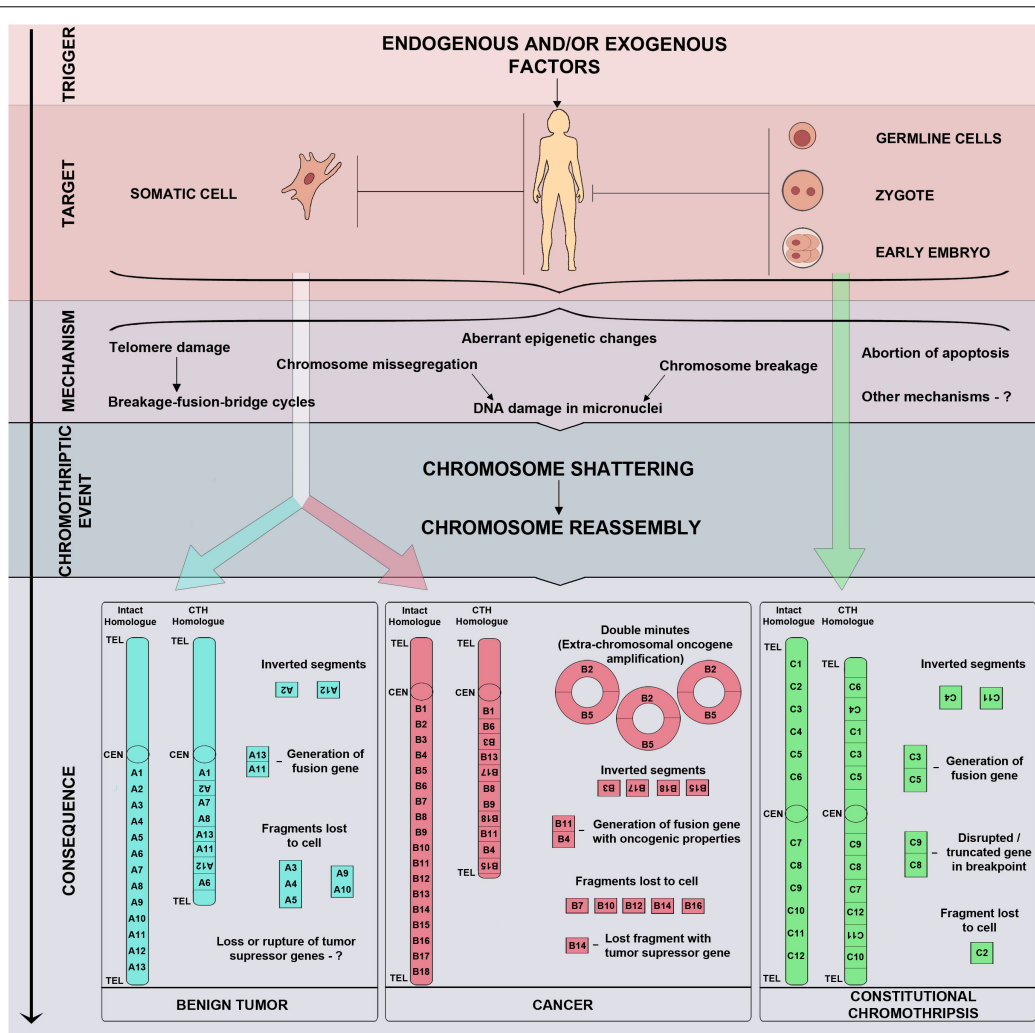 TRIGGER
ENDOGENOUS AND/OR EXOGENOUS
FACTORS
TARGET
SOMATIC CELL
GERMLINE CELLS
ZYGOTE
EARLY EMBRYO
MECHANISM
Telomere damage
Breakage-fusion-bridge cycles
Aberrant epigenetic changes
Chromosome missegregation
Chromosome breakage
DNA damage in micronuclei
Abortion of apoptosis
Other mechanisms - ?
CHROMOTHRIPTIC
EVENT
CHROMOSOME SHATTERING
CHROMOSOME REASSEMBLY
CONSEQUENCE
Intact
Homologue
CTH
Homologue
TEL
CEN
A1
A2
A3
A4
A5
A6
A7
A8
A9
A10
A11
A12
A13
TEL
TEL
CEN
A1
A2
A7
A8
A13
A11
A12
A6
TEL
Inverted segments
A2
A12
A13
A11
– Generation of
fusion gene
Fragments lost
to cell
A3
A4
A5
A9
A10
Loss or rupture of tumor
supressor genes - ?
BENIGN TUMOR
Intact
Homologue
CTH
Homologue
TEL
CEN
B1
B2
B3
B4
B5
B6
B7
B8
B9
B10
B11
B12
B13
B14
B15
B16
B17
B18
TEL
TEL
CEN
B1
B6
B3
B13
B17
B8
B9
B18
B11
B4
B15
TEL
Double minutes
(Extra-chromosomal oncogene
amplification)
B2
B5
B2
B5
B2
B5
Inverted segments
B3
B17
B18
B15
B11
B4
– Generation of fusion gene
with oncogenic properties
Fragments lost to cell
B7
B10
B12
B14
B16
B14
– Lost fragment with
tumor supressor gene
CANCER
Intact
Homologue
CTH
Homologue
TEL
C1
C2
C3
C4
C5
C6
CEN
C7
C8
C9
C10
C11
C12
TEL
TEL
C6
C4
C1
C3
C5
CEN
C9
C8
C7
C12
C11
C10
TEL
Inverted segments
C4
C11
C3
C5
– Generation of
fusion gene
C9
C8
– Disrupted /
truncated gene
in breakpoint
Fragment lost
to cell
C2
CONSTITUTIONAL
CHROMOTHRIPSIS